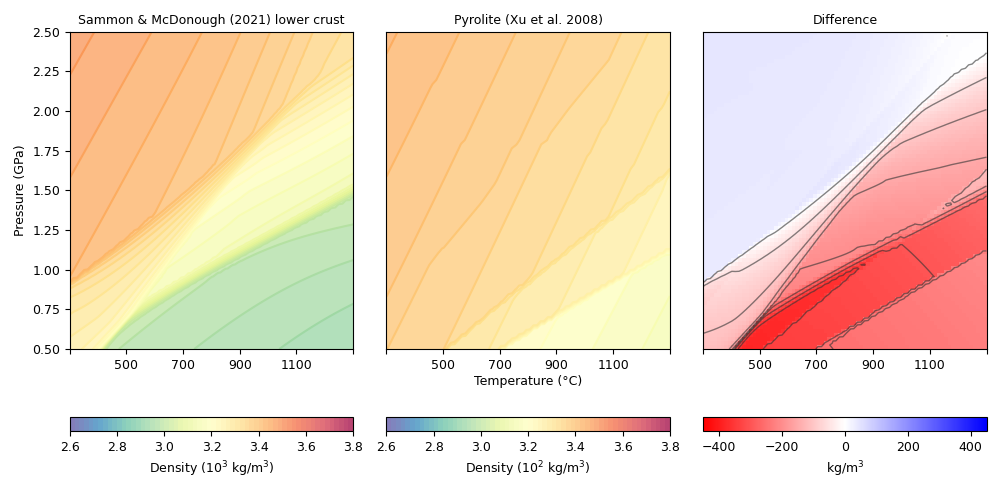 Sammon & McDonough (2021) lower crust
Pyrolite (Xu et al. 2008)
Difference
2.50
2.25
2.00
1.75
1.50
1.25
1.00
0.75
0.50
Pressure (GPa)
500 700 900 1100
500 700 900 1100
500 700 900 1100
Temperature (°C)
2.6 2.8 3.0 3.2 3.4 3.6 3.8
Density (10³ kg/m³)
2.6 2.8 3.0 3.2 3.4 3.6 3.8
Density (10² kg/m³)
−400 −200 0 200 400
kg/m³